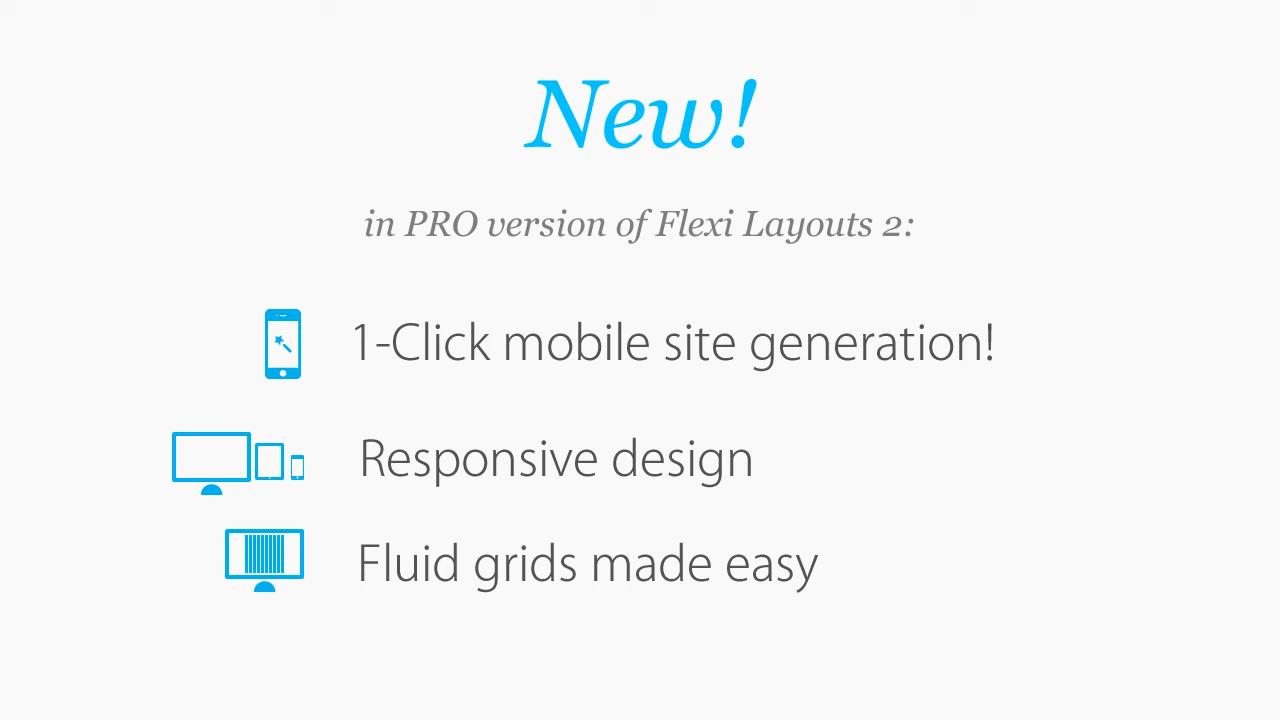 New!
in PRO version of Flexi Layouts 2:
1-Click mobile site generation!
Responsive design
Fluid grids made easy